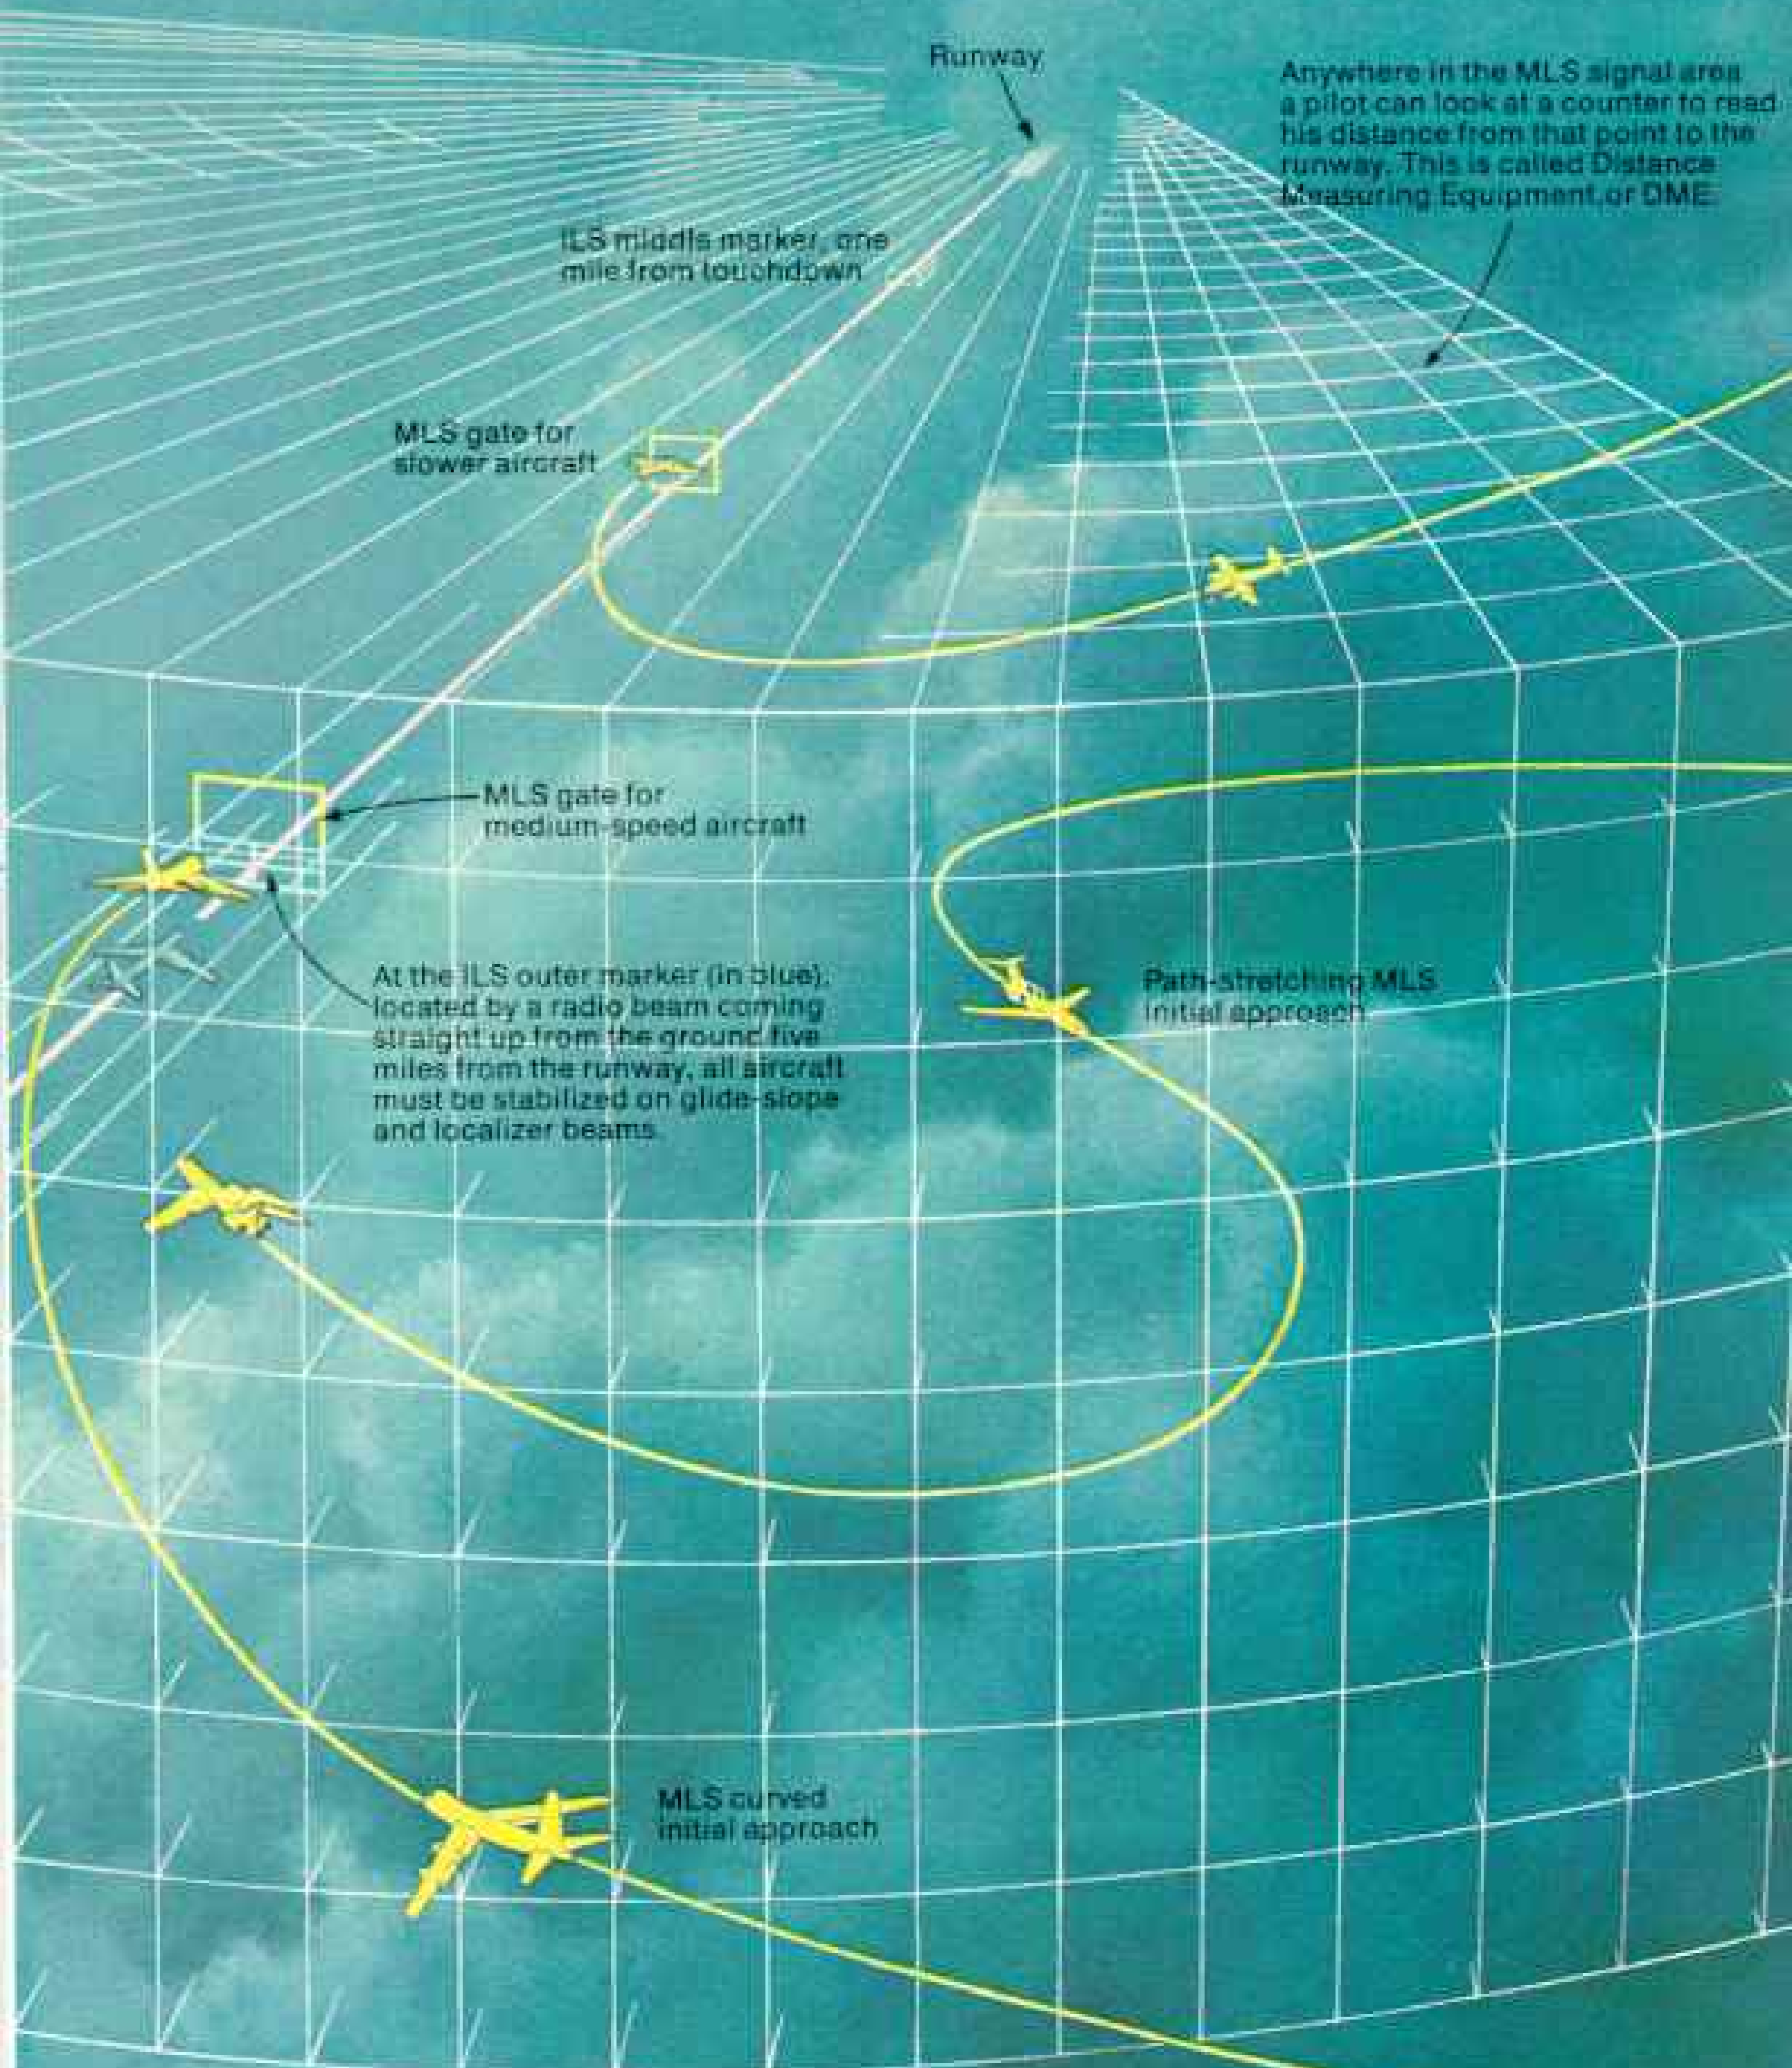 Runway
Anywhere in the MLS signal area
a pilot can look at a counter to read
his distance from that point to the
runway. This is called Distance
Measuring Equipment, or DME.
ILS middle marker, one
mile from touchdown
MLS gate for
slower aircraft
MLS gate for
medium-speed aircraft
At the ILS outer marker (in blue),
located by a radio beam coming
straight up from the ground five
miles from the runway, all aircraft
must be stabilized on glide-slope
and localizer beams.
Path-stretching MLS
initial approach
MLS curved
initial approach